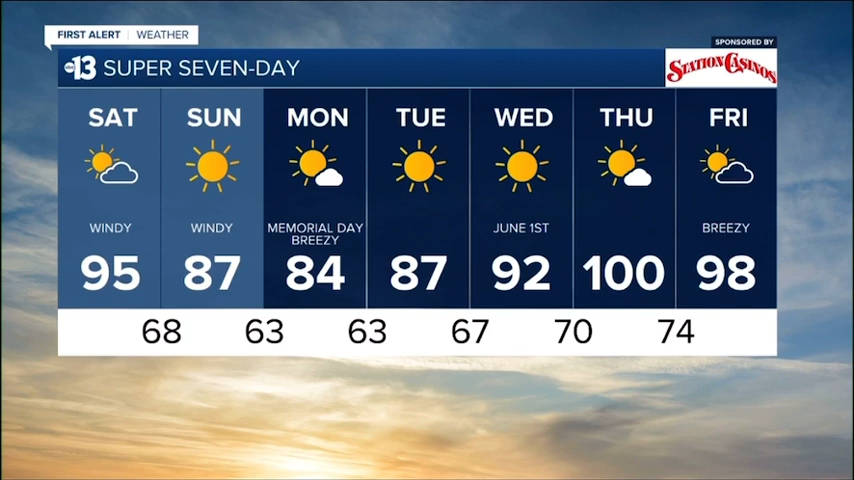 FIRST ALERT | WEATHER
SPONSORED BY
13 SUPER SEVEN-DAY
STATION CASINOS
SAT SUN MON TUE WED THU FRI
WINDY WINDY MEMORIAL DAY JUNE 1ST BREEZY
BREEZY
95 87 84 87 92 100 98
68 63 63 67 70 74